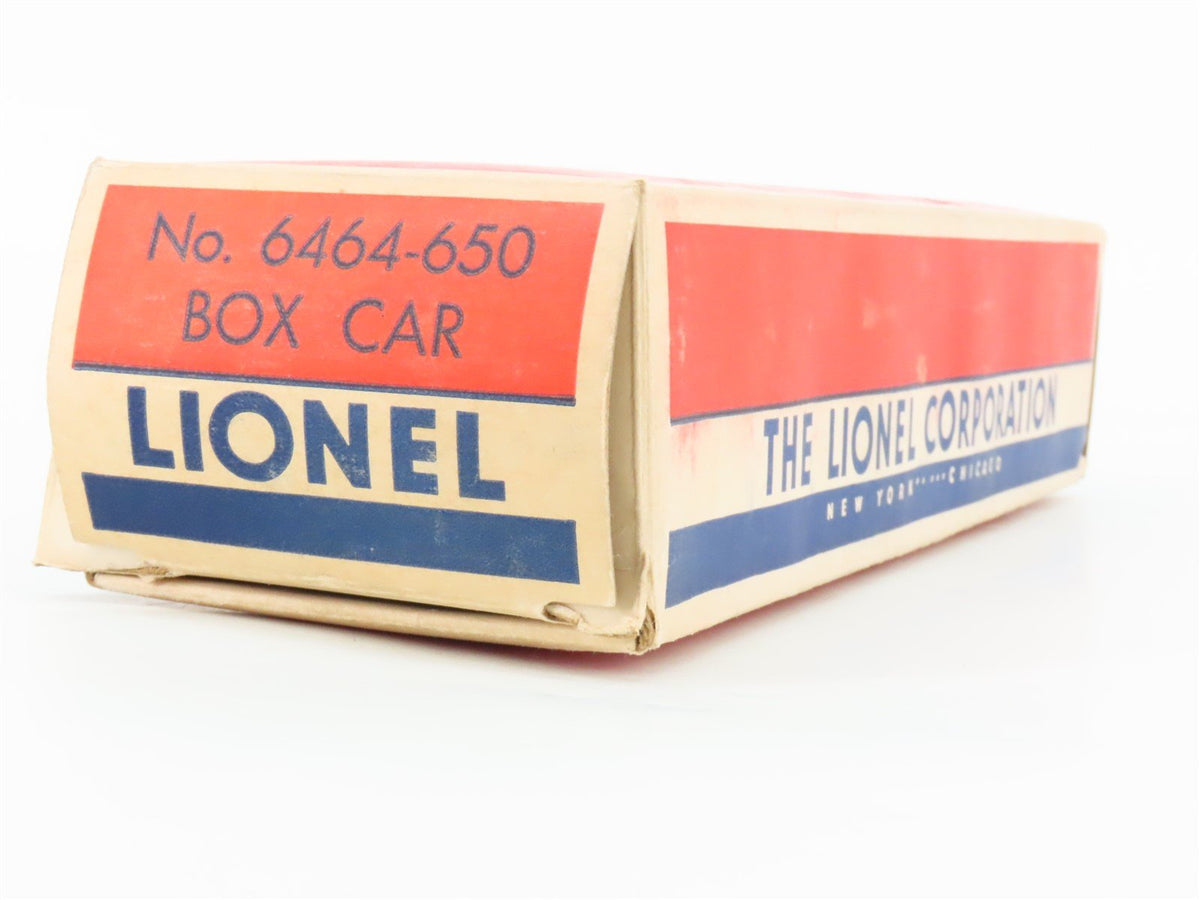 No. 6464-650
BOX CAR
LIONEL
THE LIONEL CORPORATION
NEW YORK CHICAGO